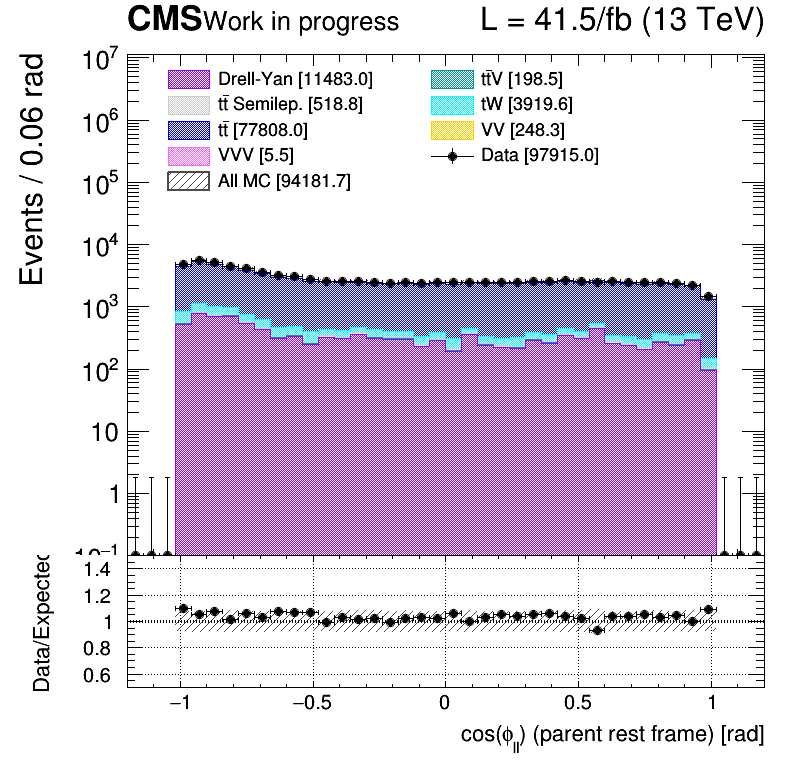 CMS Work in progress L = 41.5/fb (13 TeV)
Events / 0.06 rad
10⁷
10⁶
10⁵
10⁴
10³
10²
10
1
10⁻¹
Drell-Yan [11483.0]
tt̄ Semilep. [518.8]
tt̄ [77808.0]
VVV [5.5]
All MC [94181.7]
tt̄V [198.5]
tW [3919.6]
VV [248.3]
Data [97915.0]
Data/Expected
1.4
1.2
1
0.8
0.6
−1 −0.5 0 0.5 1
cos(ϕ_ll) (parent rest frame) [rad]